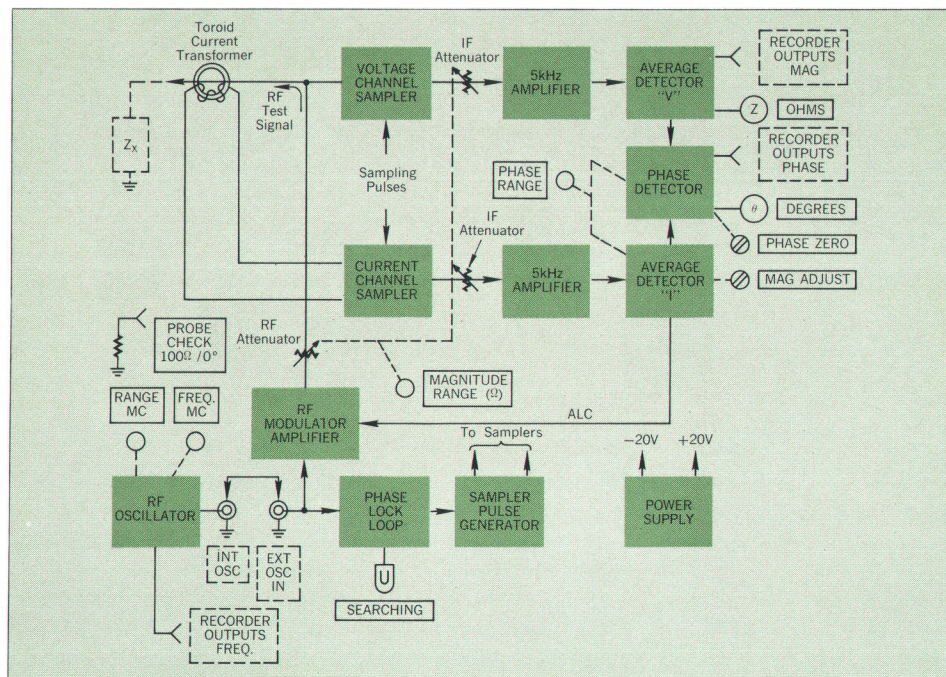 Toroid
Current
Transformer
Zx
RF
Test
Signal
VOLTAGE
CHANNEL
SAMPLER
IF
Attenuator
5kHz
AMPLIFIER
AVERAGE
DETECTOR
"V"
RECORDER
OUTPUTS
MAG
Z
OHMS
Sampling
Pulses
PHASE
RANGE
PHASE
DETECTOR
RECORDER
OUTPUTS
PHASE
θ
DEGREES
PHASE ZERO
CURRENT
CHANNEL
SAMPLER
IF
Attenuator
5kHz
AMPLIFIER
AVERAGE
DETECTOR
"I"
MAG ADJUST
PROBE
CHECK
100Ω/0°
RF
Attenuator
MAGNITUDE
RANGE (Ω)
RANGE
MC
FREQ.
MC
RF
MODULATOR
AMPLIFIER
ALC
To Samplers
−20V
+20V
RF
OSCILLATOR
INT
OSC
EXT
OSC
IN
PHASE
LOCK
LOOP
SAMPLER
PULSE
GENERATOR
POWER
SUPPLY
SEARCHING
RECORDER
OUTPUTS
FREQ.